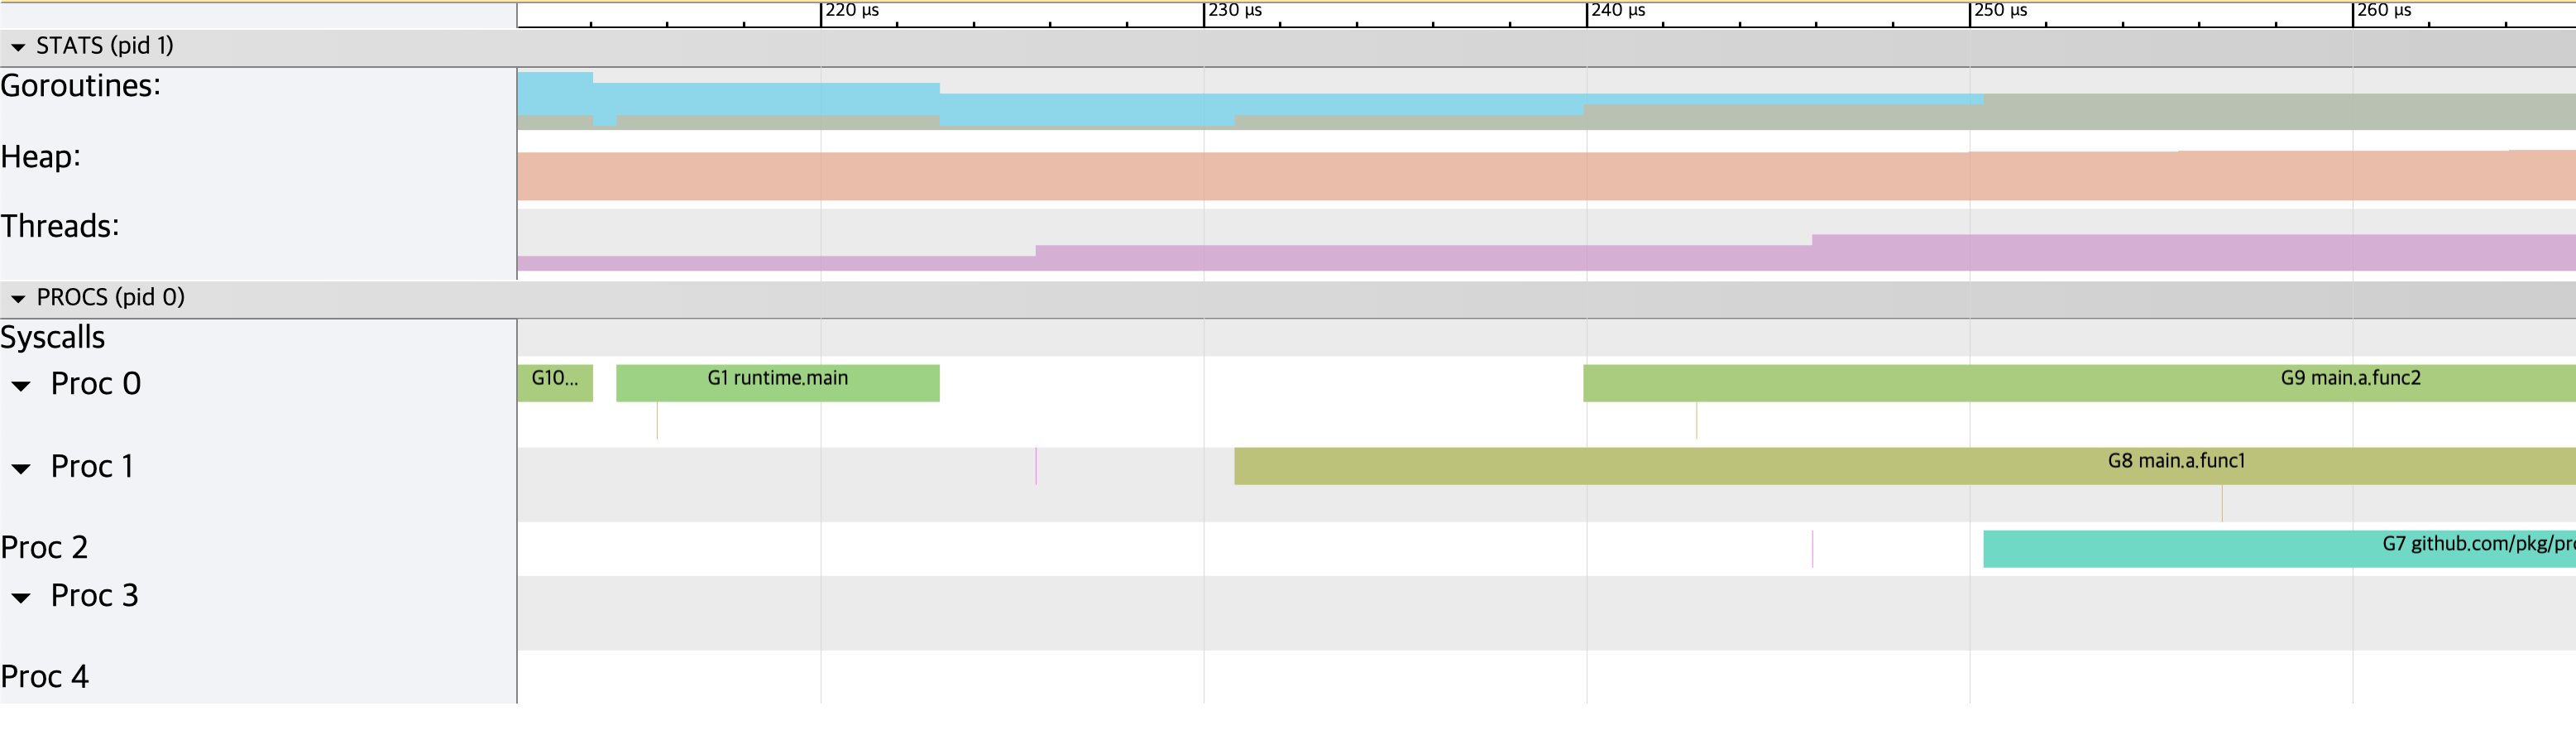 220 μs 230 μs 240 μs 250 μs 260 μs
STATS (pid 1)
Goroutines:
Heap:
Threads:
PROCS (pid 0)
Syscalls
Proc 0 G10... G1 runtime.main G9 main.a.func2
Proc 1 G8 main.a.func1
Proc 2 G7 github.com/pkg/pro
Proc 3
Proc 4